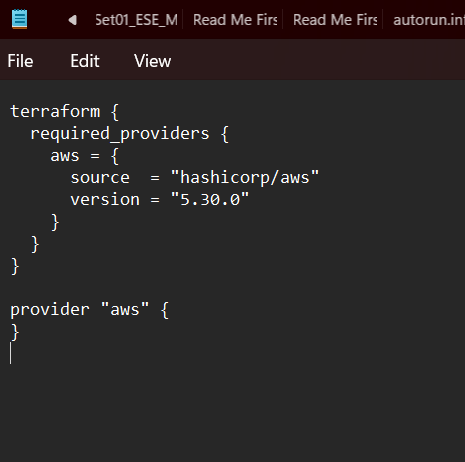 Set01_ESE_M Read Me Firs Read Me Firs autorun.inf
File Edit View
terraform {
  required_providers {
    aws = {
      source  = "hashicorp/aws"
      version = "5.30.0"
    }
  }
}

provider "aws" {
}